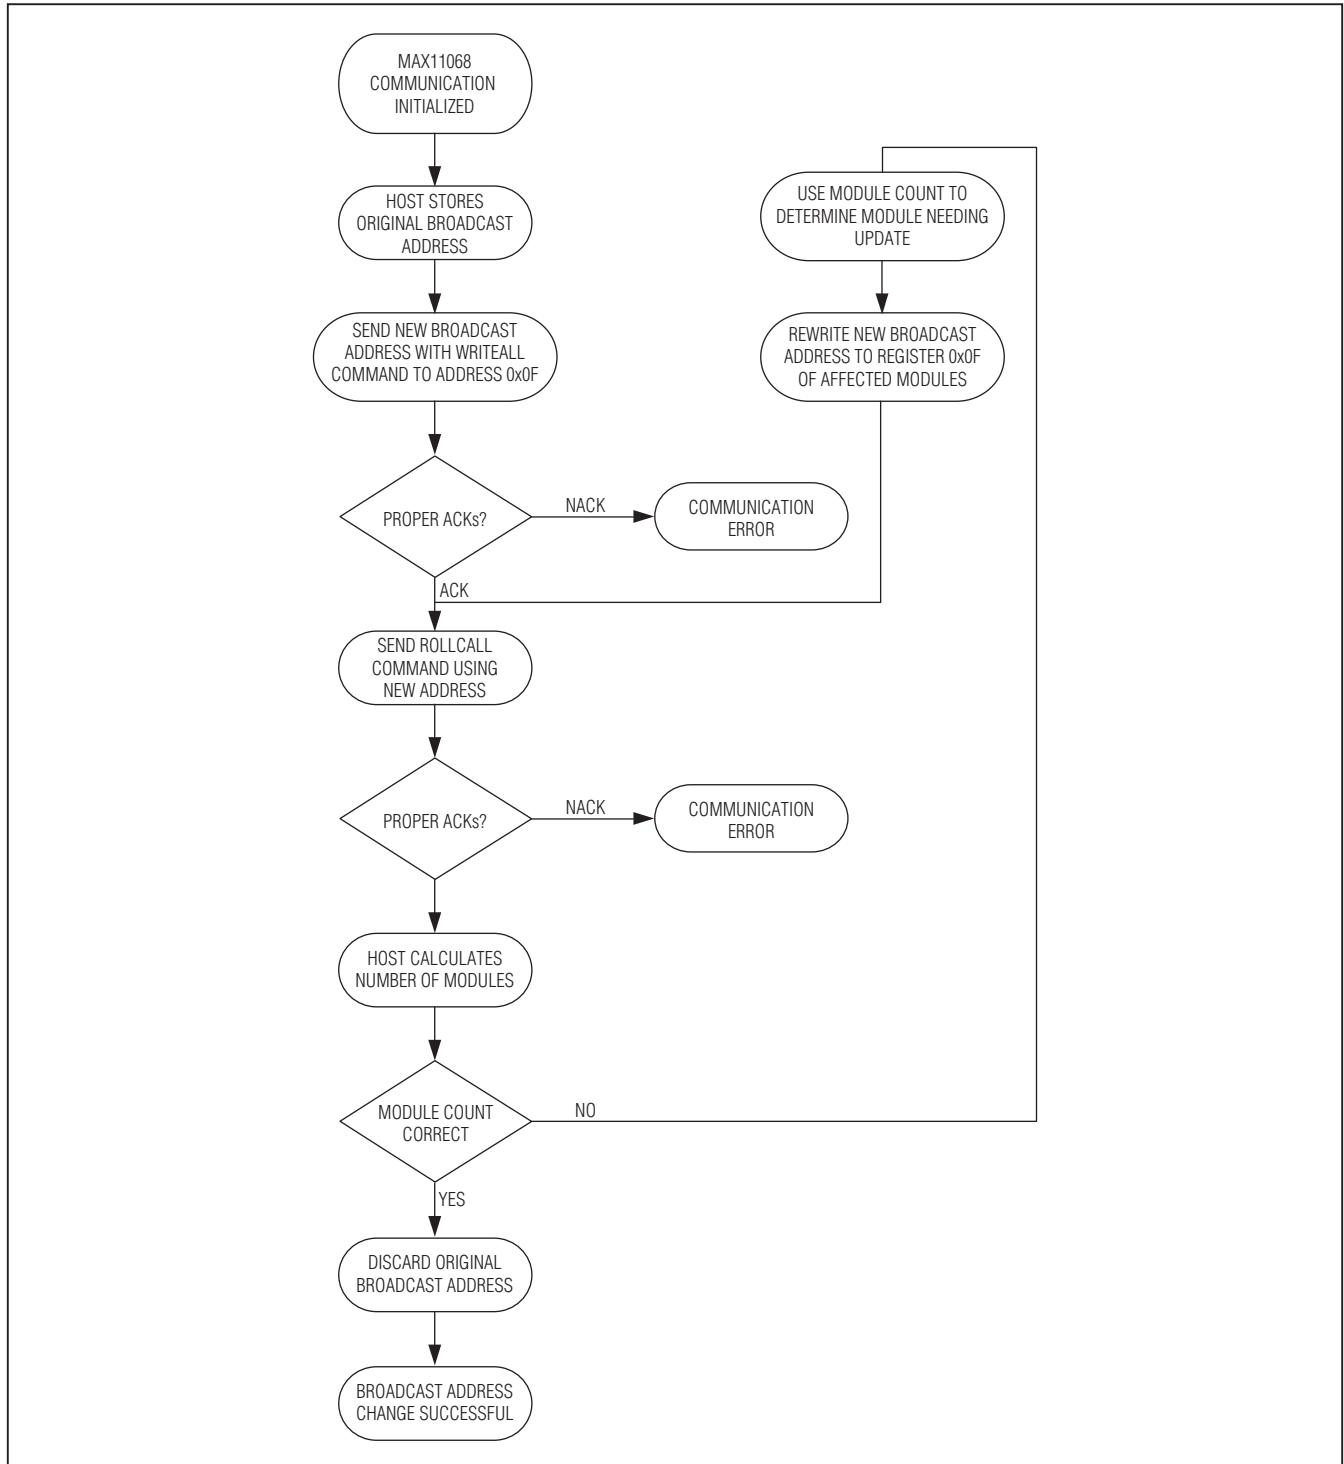 MAX11068
COMMUNICATION
INITIALIZED
HOST STORES
ORIGINAL BROADCAST
ADDRESS
SEND NEW BROADCAST
ADDRESS WITH WRITEALL
COMMAND TO ADDRESS 0x0F
PROPER ACKs?
NACK
COMMUNICATION
ERROR
ACK
SEND ROLLCALL
COMMAND USING
NEW ADDRESS
PROPER ACKs?
NACK
COMMUNICATION
ERROR
HOST CALCULATES
NUMBER OF MODULES
MODULE COUNT
CORRECT
NO
USE MODULE COUNT TO
DETERMINE MODULE NEEDING
UPDATE
REWRITE NEW BROADCAST
ADDRESS TO REGISTER 0x0F
OF AFFECTED MODULES
YES
DISCARD ORIGINAL
BROADCAST ADDRESS
BROADCAST ADDRESS
CHANGE SUCCESSFUL